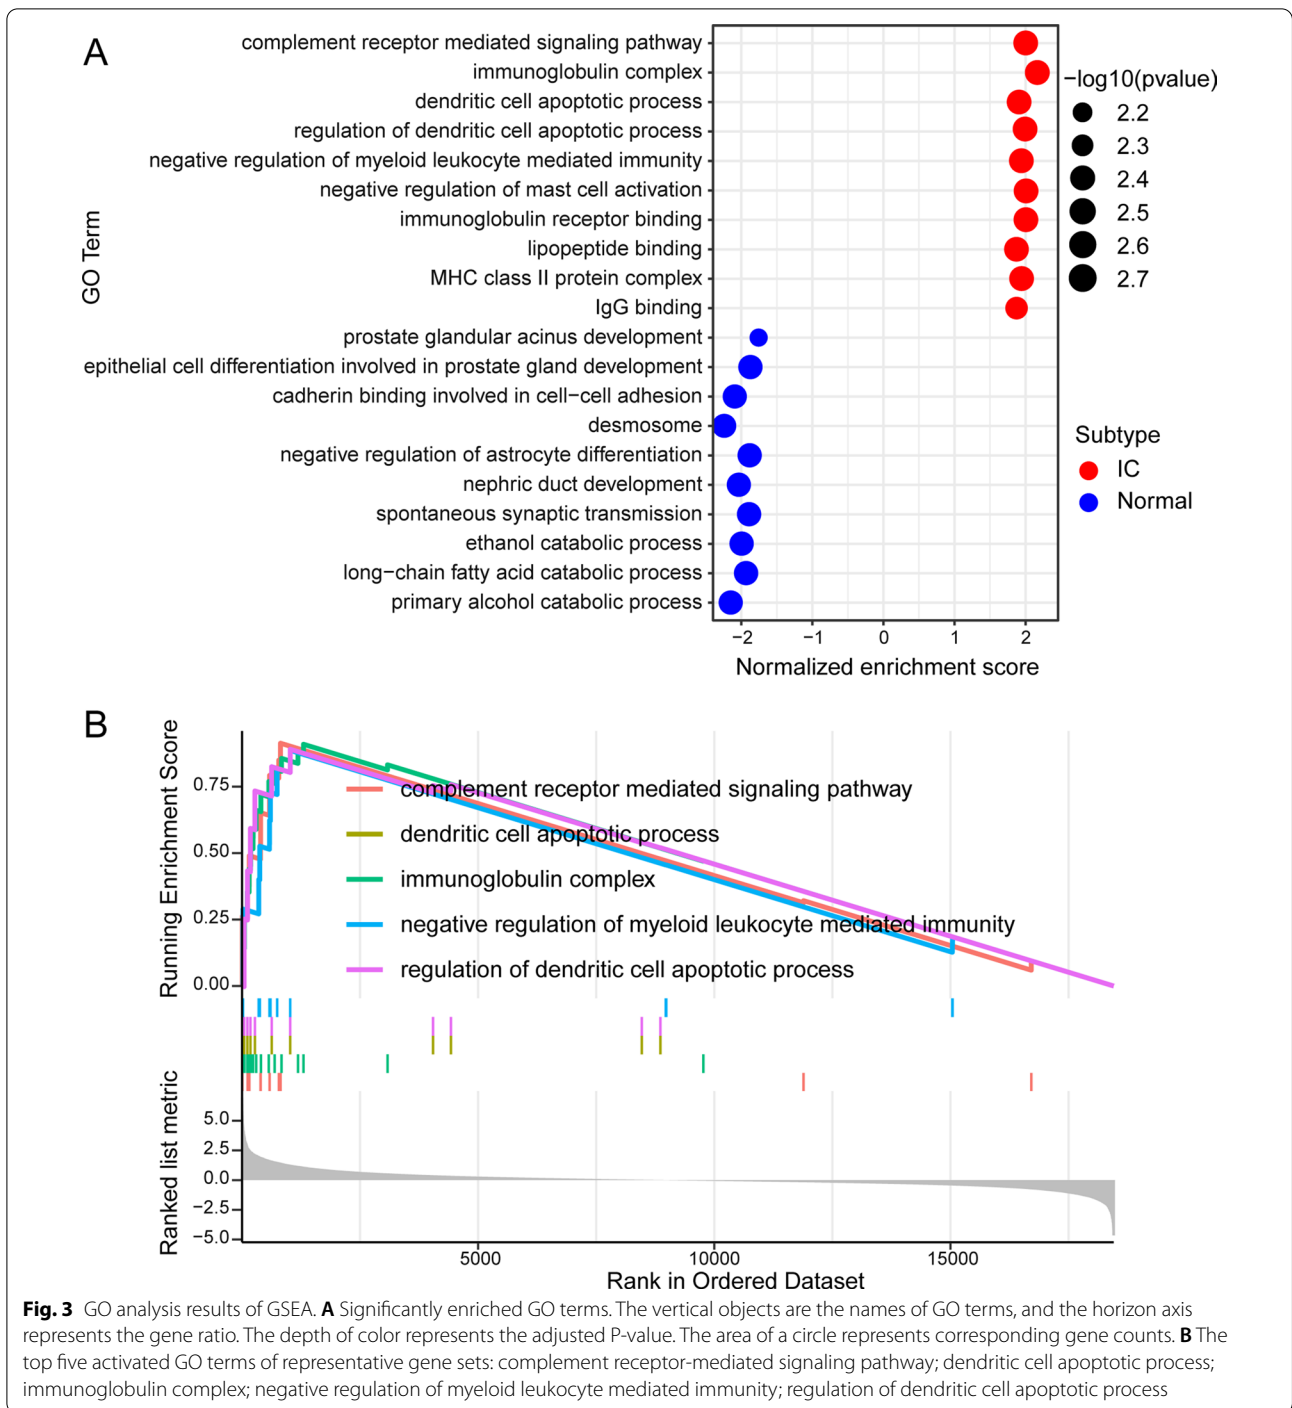 A
complement receptor mediated signaling pathway
immunoglobulin complex
dendritic cell apoptotic process
regulation of dendritic cell apoptotic process
negative regulation of myeloid leukocyte mediated immunity
negative regulation of mast cell activation
immunoglobulin receptor binding
lipopeptide binding
MHC class II protein complex
IgG binding
prostate glandular acinus development
epithelial cell differentiation involved in prostate gland development
cadherin binding involved in cell−cell adhesion
desmosome
negative regulation of astrocyte differentiation
nephric duct development
spontaneous synaptic transmission
ethanol catabolic process
long−chain fatty acid catabolic process
primary alcohol catabolic process
GO Term
−2 −1 0 1 2
Normalized enrichment score
−log10(pvalue)
2.2
2.3
2.4
2.5
2.6
2.7
Subtype
IC
Normal
B
Running Enrichment Score
0.75
0.50
0.25
0.00
complement receptor mediated signaling pathway
dendritic cell apoptotic process
immunoglobulin complex
negative regulation of myeloid leukocyte mediated immunity
regulation of dendritic cell apoptotic process
Ranked list metric
5.0
2.5
0.0
−2.5
−5.0
5000 10000 15000
Rank in Ordered Dataset
Fig. 3 GO analysis results of GSEA. A Significantly enriched GO terms. The vertical objects are the names of GO terms, and the horizon axis
represents the gene ratio. The depth of color represents the adjusted P-value. The area of a circle represents corresponding gene counts. B The
top five activated GO terms of representative gene sets: complement receptor-mediated signaling pathway; dendritic cell apoptotic process;
immunoglobulin complex; negative regulation of myeloid leukocyte mediated immunity; regulation of dendritic cell apoptotic process